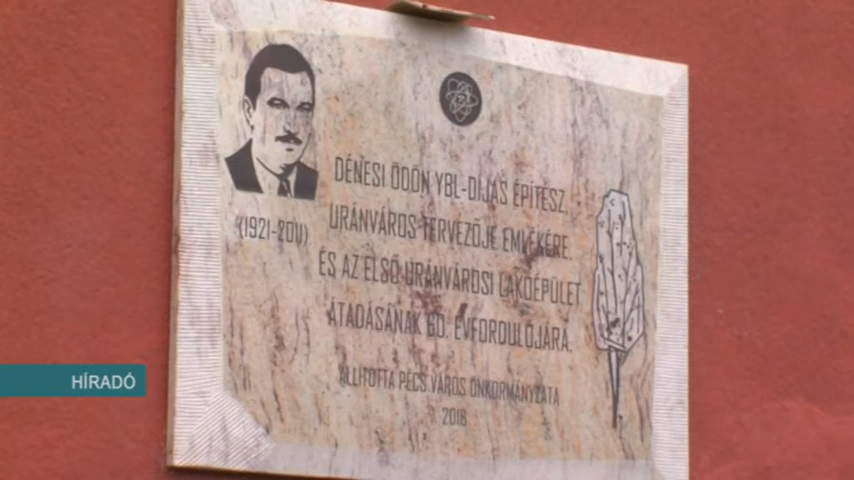 DÉNESI ÖDÖN YBL-DÍJAS ÉPÍTÉSZ,
URÁNVÁROS TERVEZŐJE EMLÉKÉRE,
(1921-2011)
ÉS AZ ELSŐ URÁNVÁROSI LAKÓÉPÜLET
ÁTADÁSÁNAK 60. ÉVFORDULÓJÁRA.
ÁLLÍTOTTA PÉCS VÁROS ÖNKORMÁNYZATA
2016
HÍRADÓ